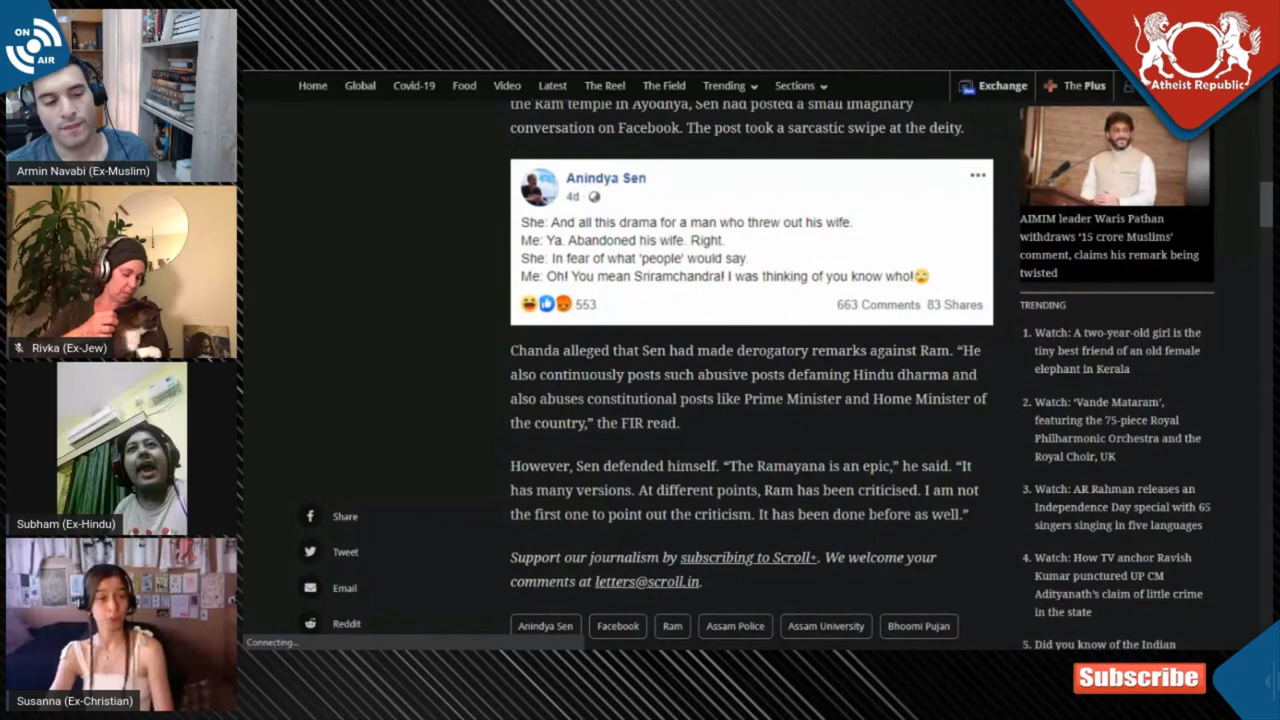 ON
AIR
Armin Navabi (Ex-Muslim)
Rivka (Ex-Jew)
Subham (Ex-Hindu)
Susanna (Ex-Christian)
Home Global Covid-19 Food Video Latest The Reel The Field Trending Sections Exchange The Plus
Atheist Republic
the Ram temple in Ayodhya, Sen had posted a small imaginary
conversation on Facebook. The post took a sarcastic swipe at the deity.
Anindya Sen
4d
She: And all this drama for a man who threw out his wife.
Me: Ya. Abandoned his wife. Right.
She: In fear of what 'people' would say.
Me: Oh! You mean Sriramchandra! I was thinking of you know who!🙄
553 663 Comments 83 Shares
Chanda alleged that Sen had made derogatory remarks against Ram. “He
also continuously posts such abusive posts defaming Hindu dharma and
also abuses constitutional posts like Prime Minister and Home Minister of
the country,” the FIR read.
However, Sen defended himself. “The Ramayana is an epic,” he said. “It
has many versions. At different points, Ram has been criticised. I am not
the first one to point out the criticism. It has been done before as well.”
Support our journalism by subscribing to Scroll+. We welcome your
comments at letters@scroll.in.
Anindya Sen Facebook Ram Assam Police Assam University Bhoomi Pujan
Share
Tweet
Email
Reddit
Connecting...
AIMIM leader Waris Pathan
withdraws ‘15 crore Muslims’
comment, claims his remark being
twisted
TRENDING
1. Watch: A two-year-old girl is the
tiny best friend of an old female
elephant in Kerala
2. Watch: ‘Vande Mataram’,
featuring the 75-piece Royal
Philharmonic Orchestra and the
Royal Choir, UK
3. Watch: AR Rahman releases an
Independence Day special with 65
singers singing in five languages
4. Watch: How TV anchor Ravish
Kumar punctured UP CM
Adityanath’s claim of little crime
in the state
5. Did you know of the Indian
Subscribe